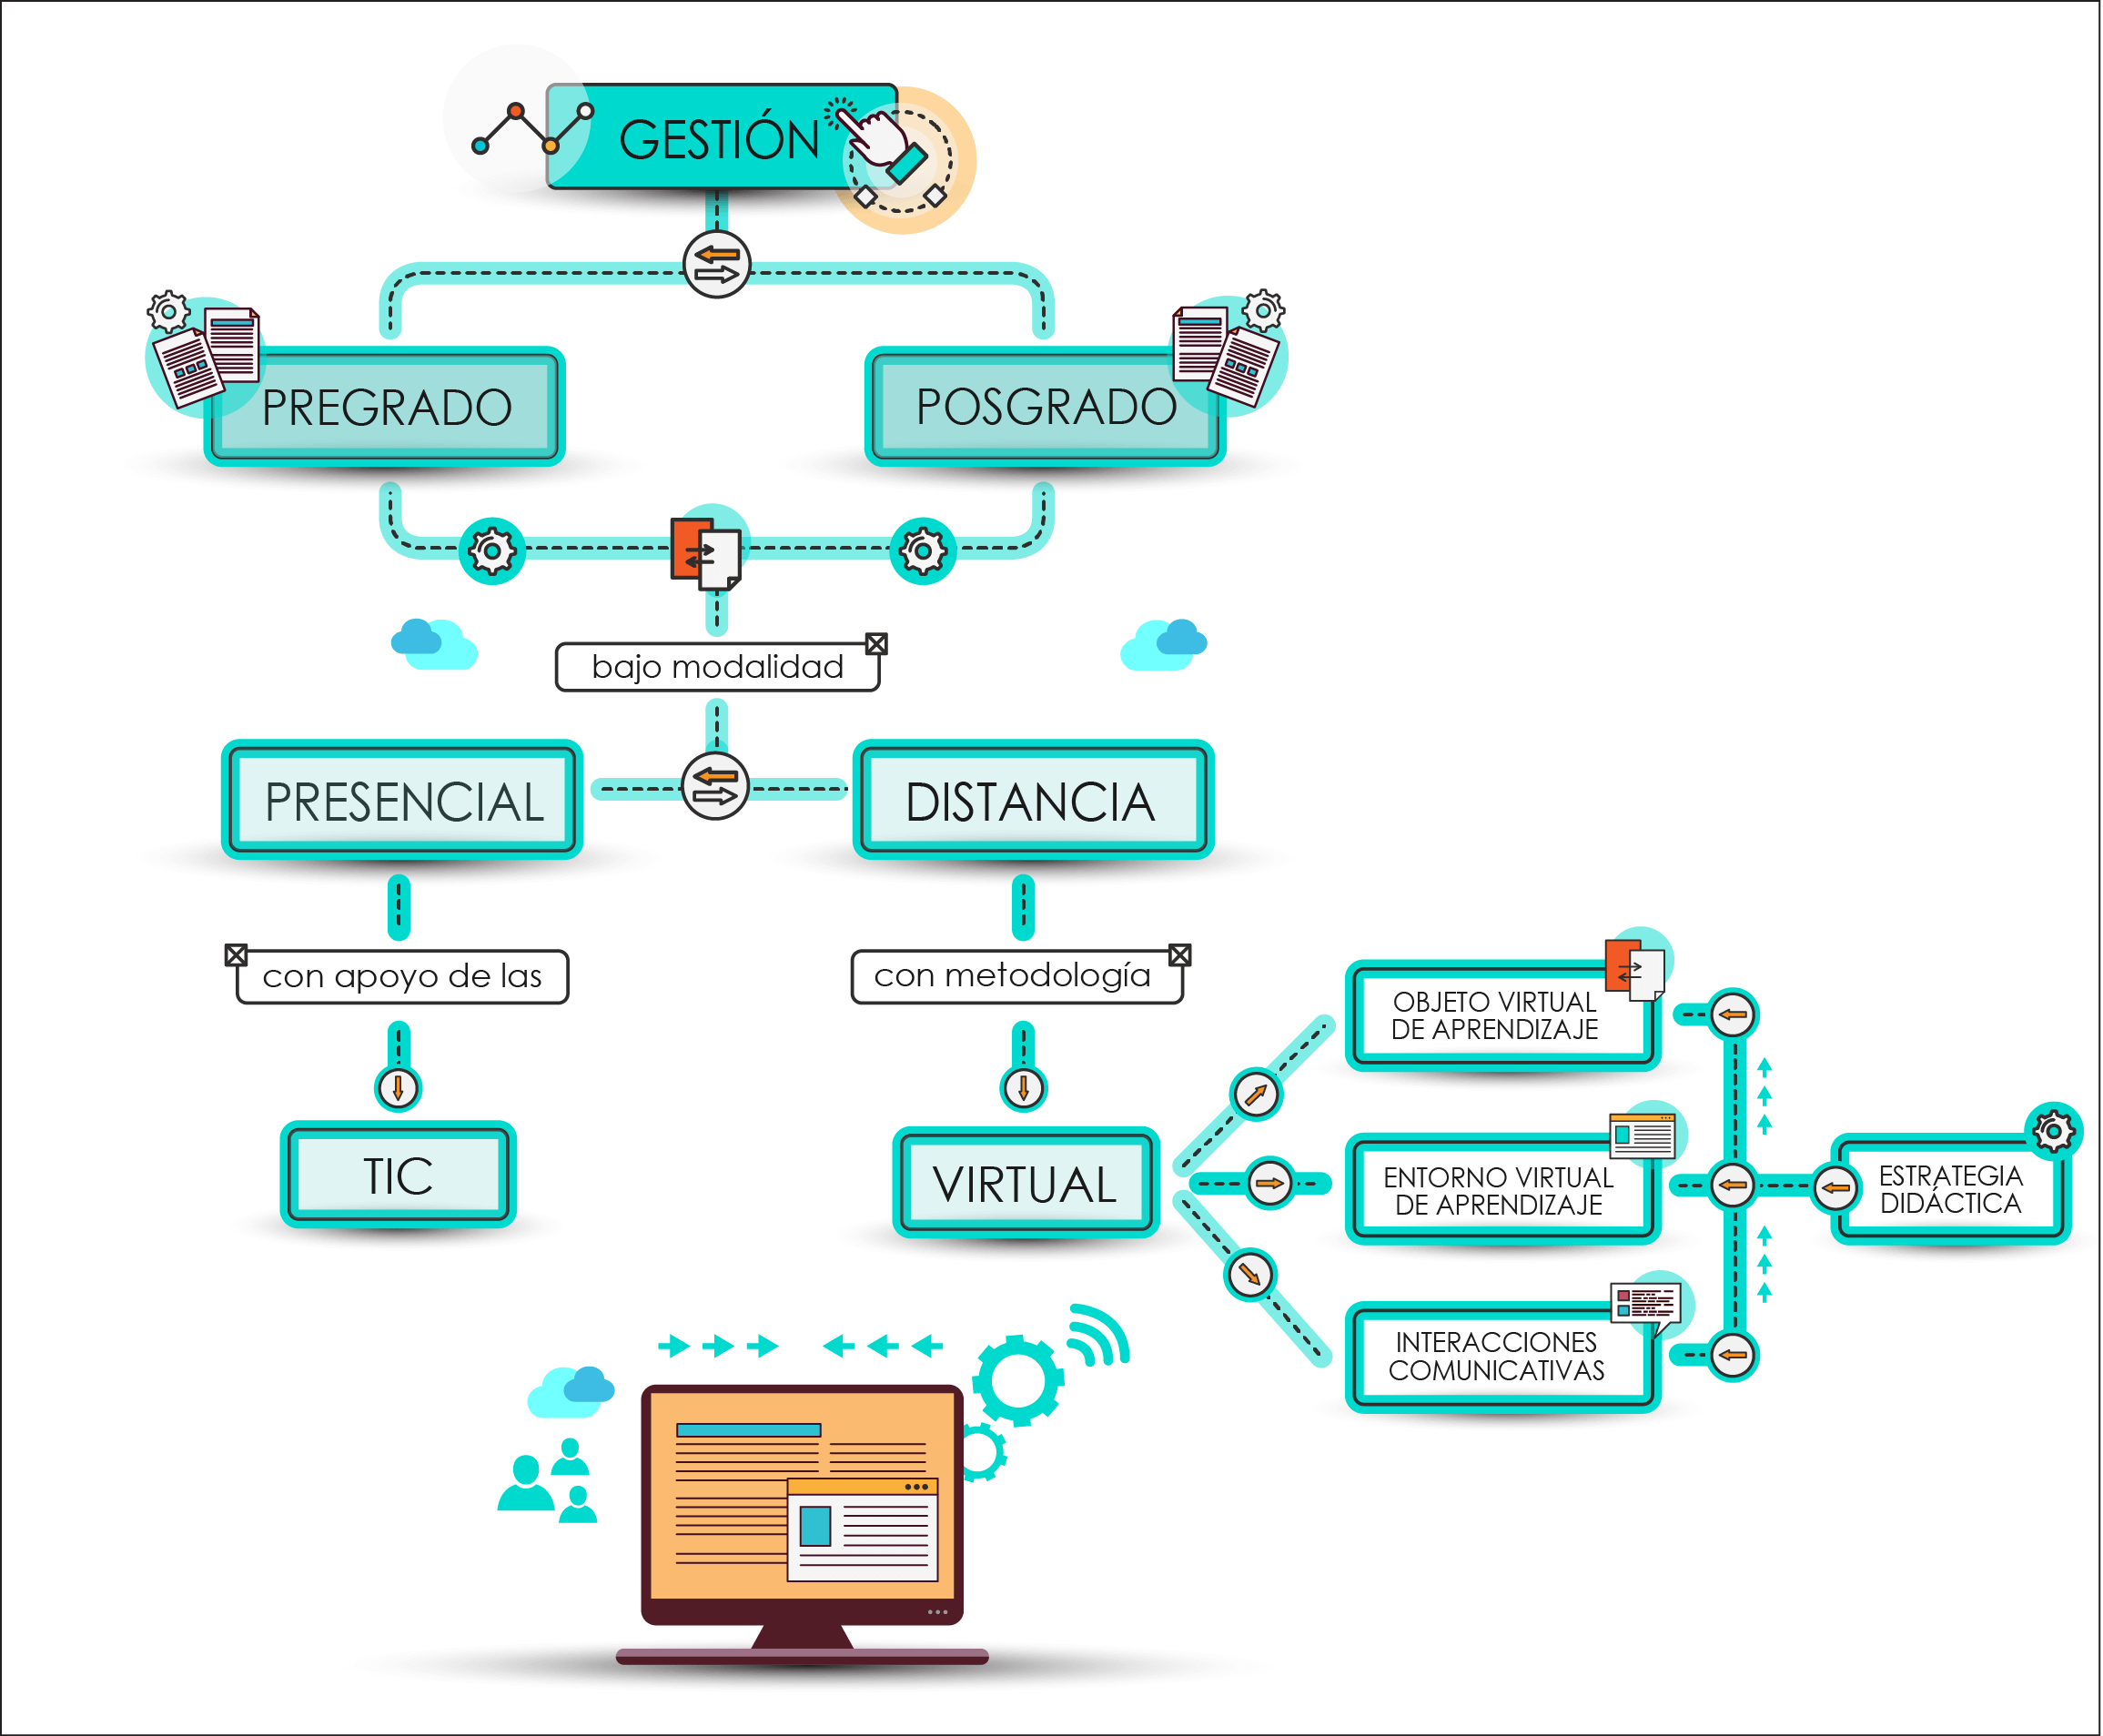 GESTIÓN
PREGRADO
POSGRADO
bajo modalidad
PRESENCIAL
DISTANCIA
con apoyo de las
con metodología
TIC
VIRTUAL
OBJETO VIRTUAL
DE APRENDIZAJE
ENTORNO VIRTUAL
DE APRENDIZAJE
INTERACCIONES
COMUNICATIVAS
ESTRATEGIA
DIDÁCTICA